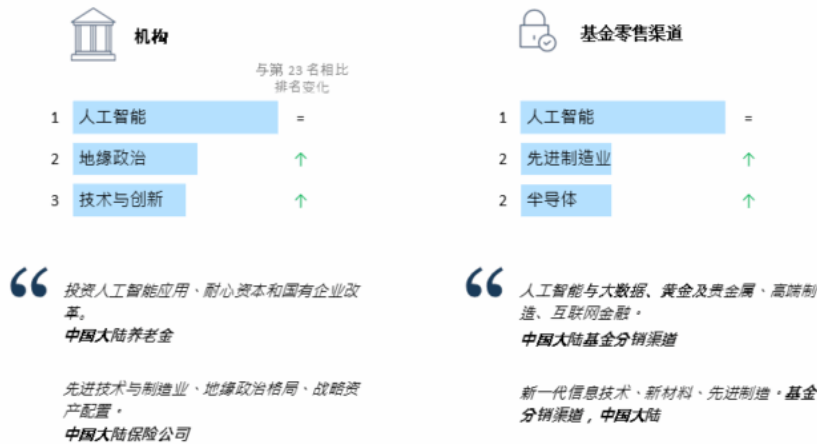 机构
与第 23 名相比
排名变化
1 人工智能 =
2 地缘政治 ↑
3 技术与创新 ↑
投资人工智能应用、耐心资本和国有企业改
革。
中国大陆养老金
先进技术与制造业、地缘政治格局、战略资
产配置。
中国大陆保险公司
基金零售渠道
1 人工智能 =
2 先进制造业 ↑
2 半导体 ↑
人工智能与大数据、黄金及贵金属、高端制
造、互联网金融。
中国大陆基金分销渠道
新一代信息技术、新材料、先进制造。基金
分销渠道，中国大陆